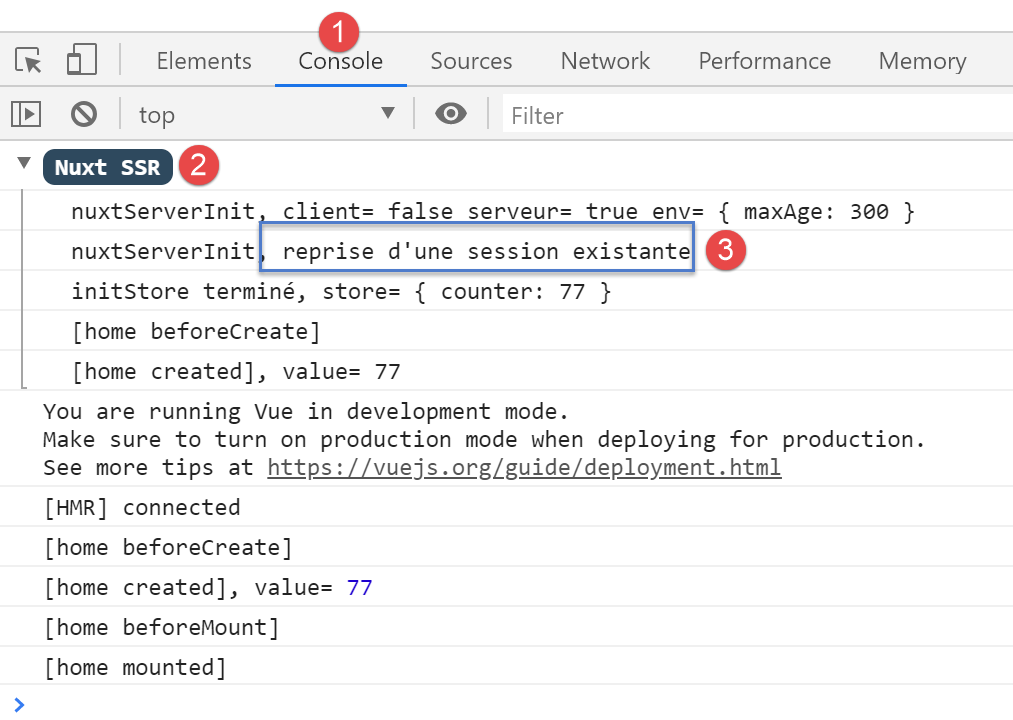 1
Elements Console Sources Network Performance Memory
top Filter
Nuxt SSR 2
nuxtServerInit, client= false serveur= true env= { maxAge: 300 }
nuxtServerInit, reprise d'une session existante 3
initStore terminé, store= { counter: 77 }
[home beforeCreate]
[home created], value= 77
You are running Vue in development mode.
Make sure to turn on production mode when deploying for production.
See more tips at https://vuejs.org/guide/deployment.html
[HMR] connected
[home beforeCreate]
[home created], value= 77
[home beforeMount]
[home mounted]